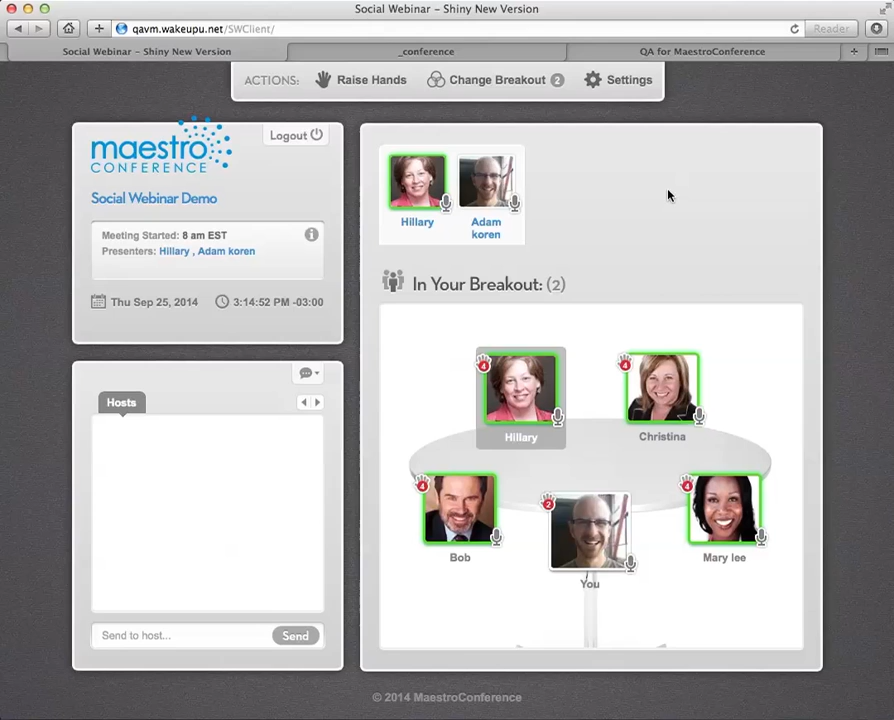 Social Webinar – Shiny New Version
qavm.wakeupu.net/SWClient/
Reader
Social Webinar – Shiny New Version
_conference
QA for MaestroConference
ACTIONS:
Raise Hands
Change Breakout 2
Settings
maestro
CONFERENCE
Logout
Social Webinar Demo
Meeting Started: 8 am EST
Presenters: Hillary , Adam koren
Thu Sep 25, 2014
3:14:52 PM -03:00
Hosts
Send to host...
Send
Hillary
Adam
koren
In Your Breakout: (2)
4
Hillary
4
Christina
4
Bob
2
You
4
Mary lee
© 2014 MaestroConference